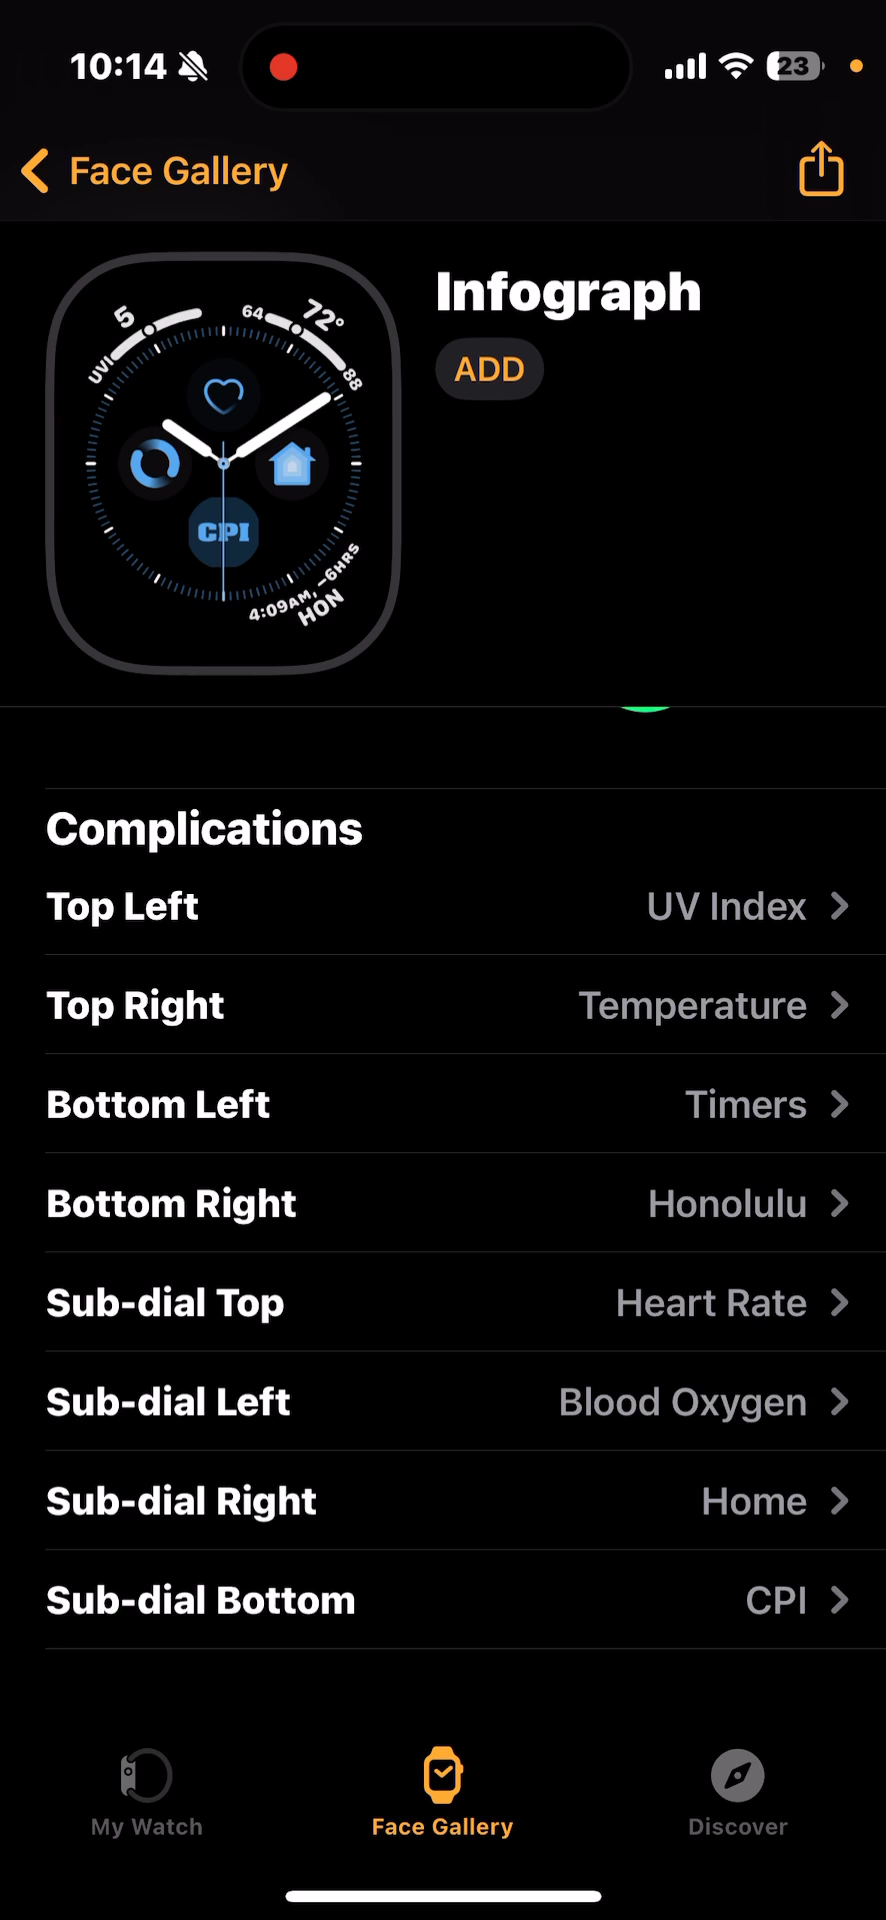 10:14
23
Face Gallery
Infograph
ADD
5
UVI
64
72°
88
CPI
4:09AM, −6HRS
HON
Complications
Top Left UV Index
Top Right Temperature
Bottom Left Timers
Bottom Right Honolulu
Sub-dial Top Heart Rate
Sub-dial Left Blood Oxygen
Sub-dial Right Home
Sub-dial Bottom CPI
My Watch Face Gallery Discover